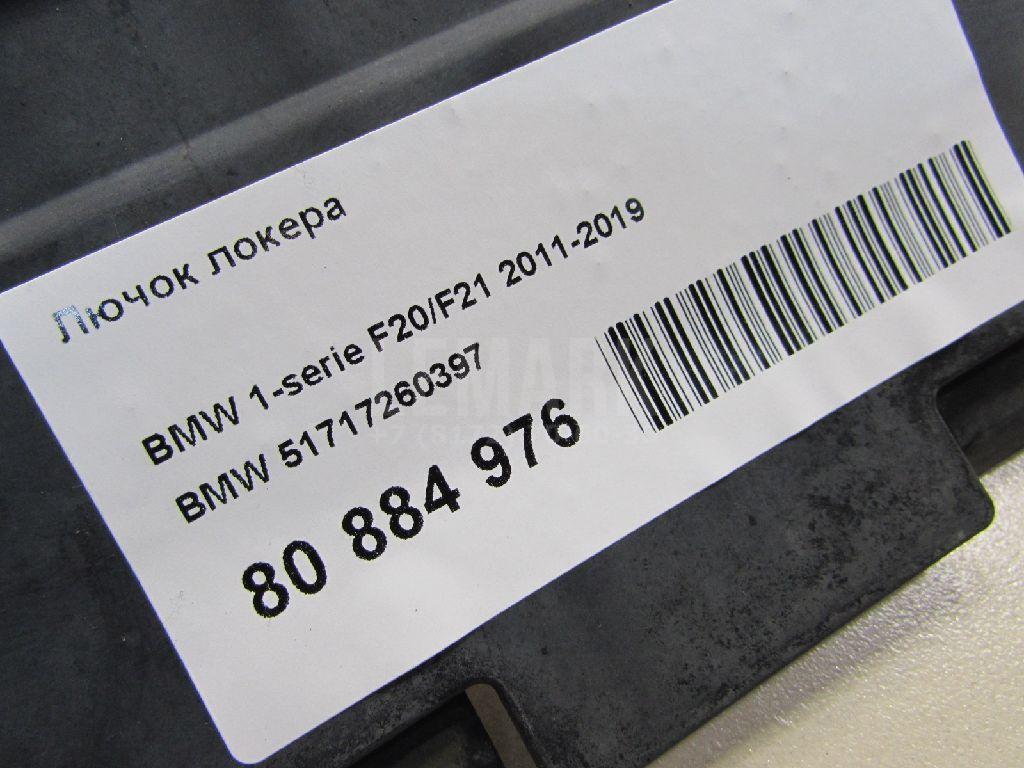 Лючок локера
BMW 1-serie F20/F21 2011-2019
BMW 51717260397
80 884 976